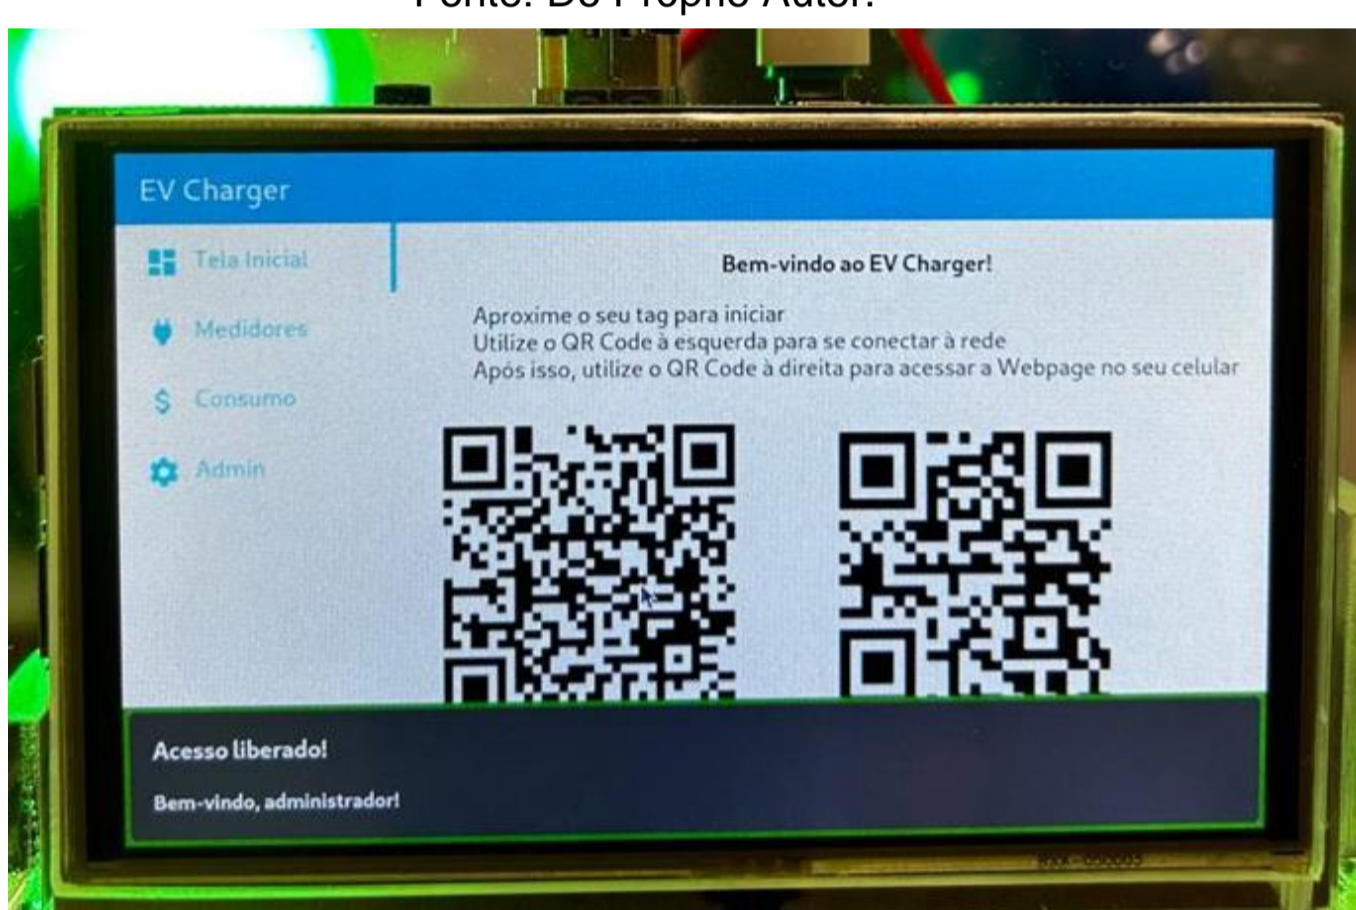 Fonte: Do Próprio Autor.
EV Charger
Tela Inicial
Medidores
Consumo
Admin
Bem-vindo ao EV Charger!
Aproxime o seu tag para iniciar
Utilize o QR Code à esquerda para se conectar à rede
Após isso, utilize o QR Code à direita para acessar a Webpage no seu celular
Acesso liberado!
Bem-vindo, administrador!